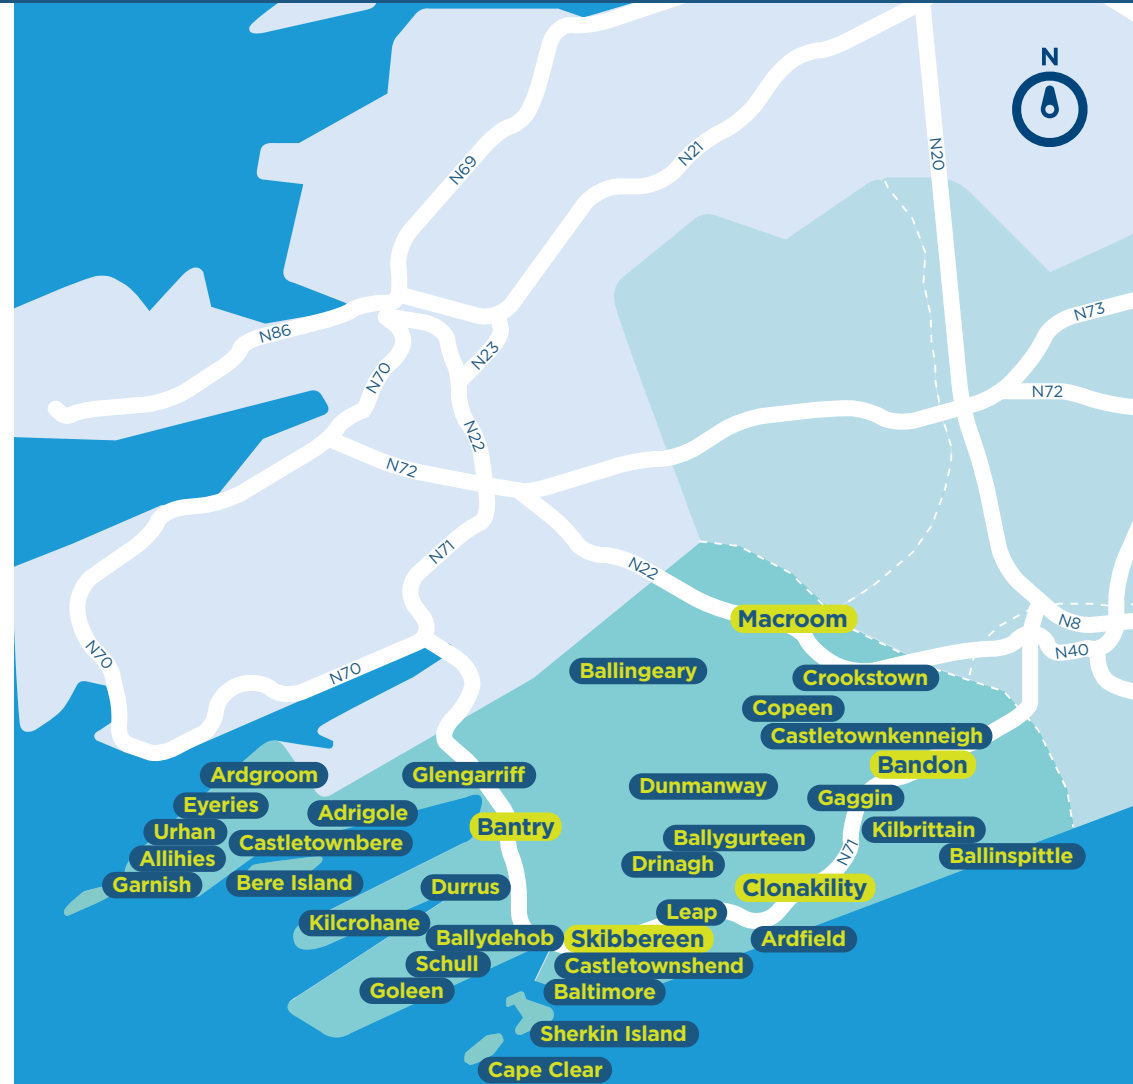 N
N69
N21
N20
N86
N70
N23
N73
N72
N22
N72
N71
N22
N8
N40
N70
N70
Macroom
Ballingeary
Crookstown
Copeen
Castletownkenneigh
Bandon
Ardgroom
Glengarriff
Dunmanway
Gaggin
Eyeries
Adrigole
Bantry
Urhan
Castletownbere
Ballygurteen
Kilbrittain
N71
Allihies
Drinagh
Ballinspittle
Garnish
Bere Island
Durrus
Clonakility
Leap
Kilcrohane
Ballydehob
Skibbereen
Ardfield
Schull
Castletownshend
Goleen
Baltimore
Sherkin Island
Cape Clear